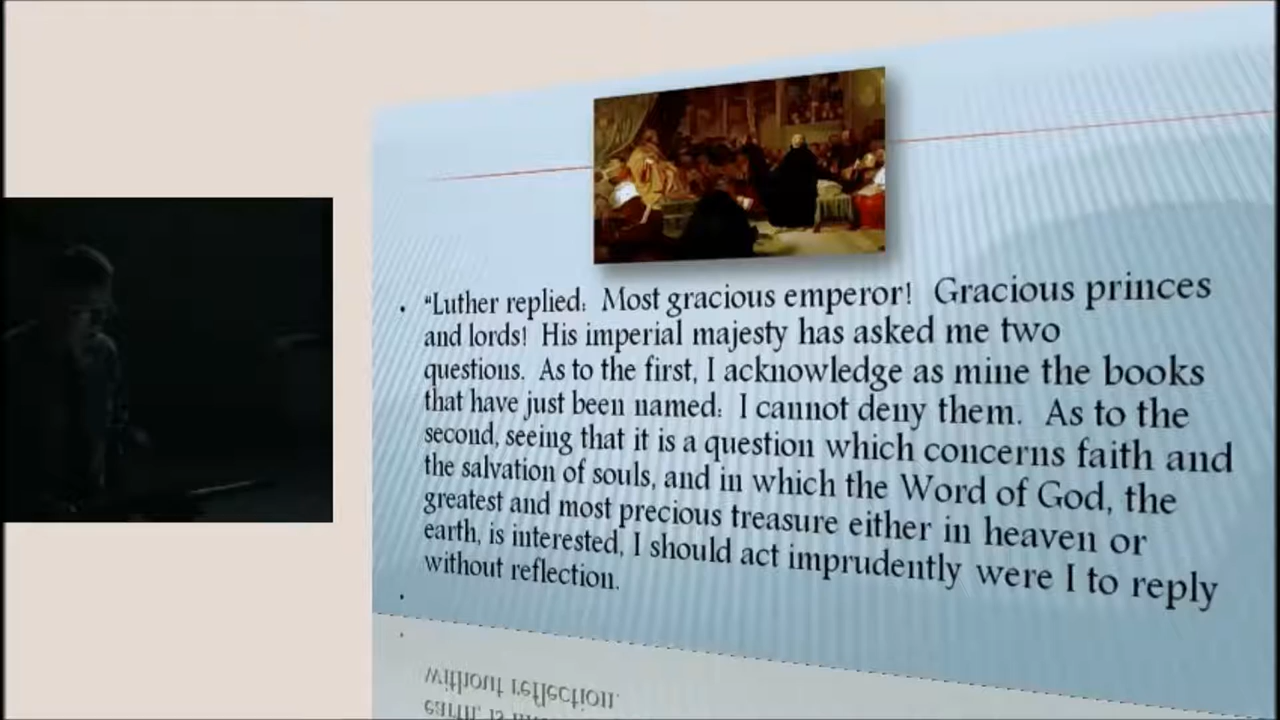 • “Luther replied: Most gracious emperor! Gracious princes
and lords! His imperial majesty has asked me two
questions. As to the first, I acknowledge as mine the books
that have just been named: I cannot deny them. As to the
second, seeing that it is a question which concerns faith and
the salvation of souls, and in which the Word of God, the
greatest and most precious treasure either in heaven or
earth, is interested, I should act imprudently were I to reply
without reflection.
•
without reflection.